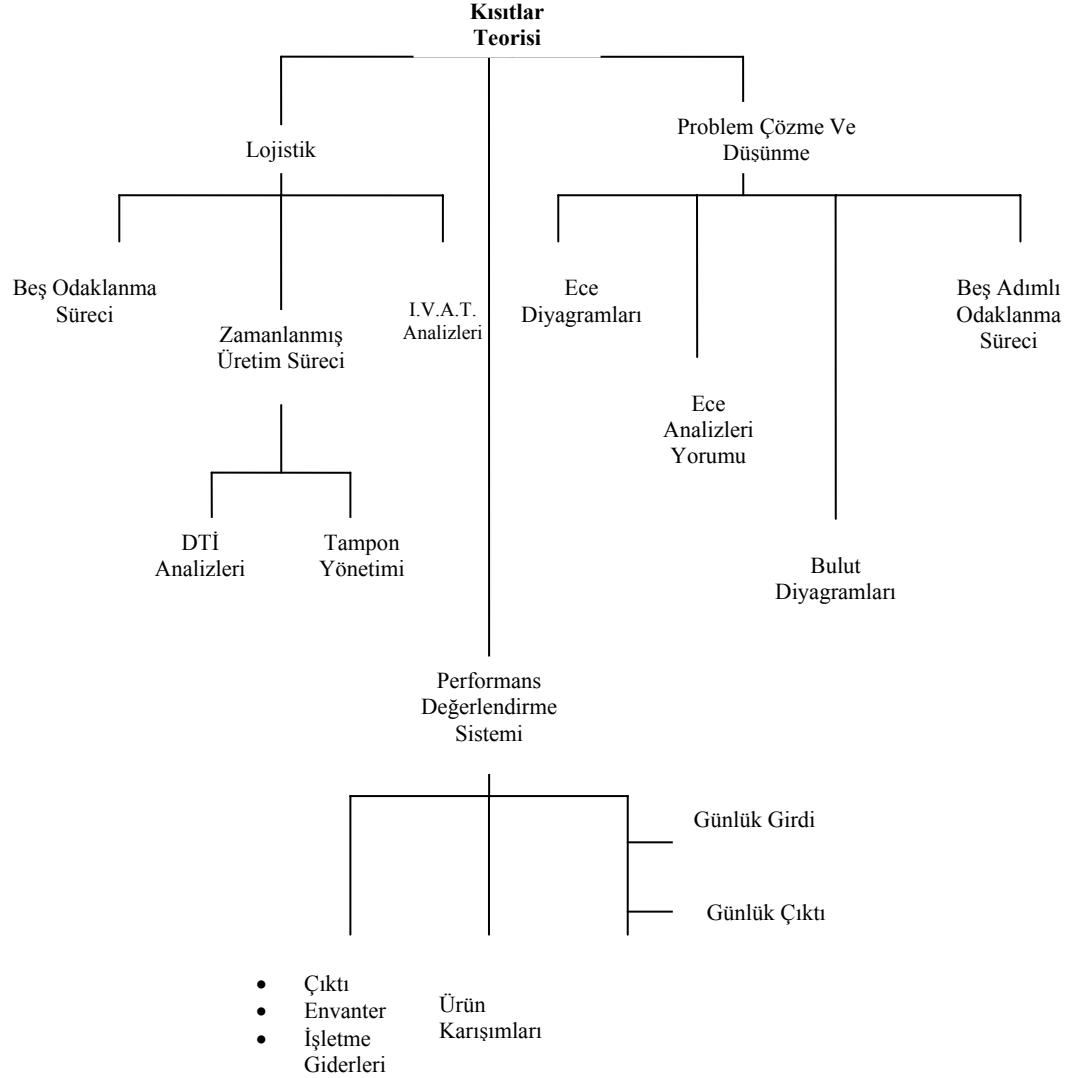 Kısıtlar
Teorisi
Lojistik
Problem Çözme Ve
Düşünme
Beş Odaklanma
Süreci
Zamanlanmış
Üretim Süreci
I.V.A.T.
Analizleri
Ece
Diyagramları
Ece
Analizleri
Yorumu
Beş Adımlı
Odaklanma
Süreci
DTİ
Analizleri
Tampon
Yönetimi
Bulut
Diyagramları
Performans
Değerlendirme
Sistemi
Günlük Girdi
Günlük Çıktı
• Çıktı
• Envanter
• İşletme
Giderleri
Ürün
Karışımları